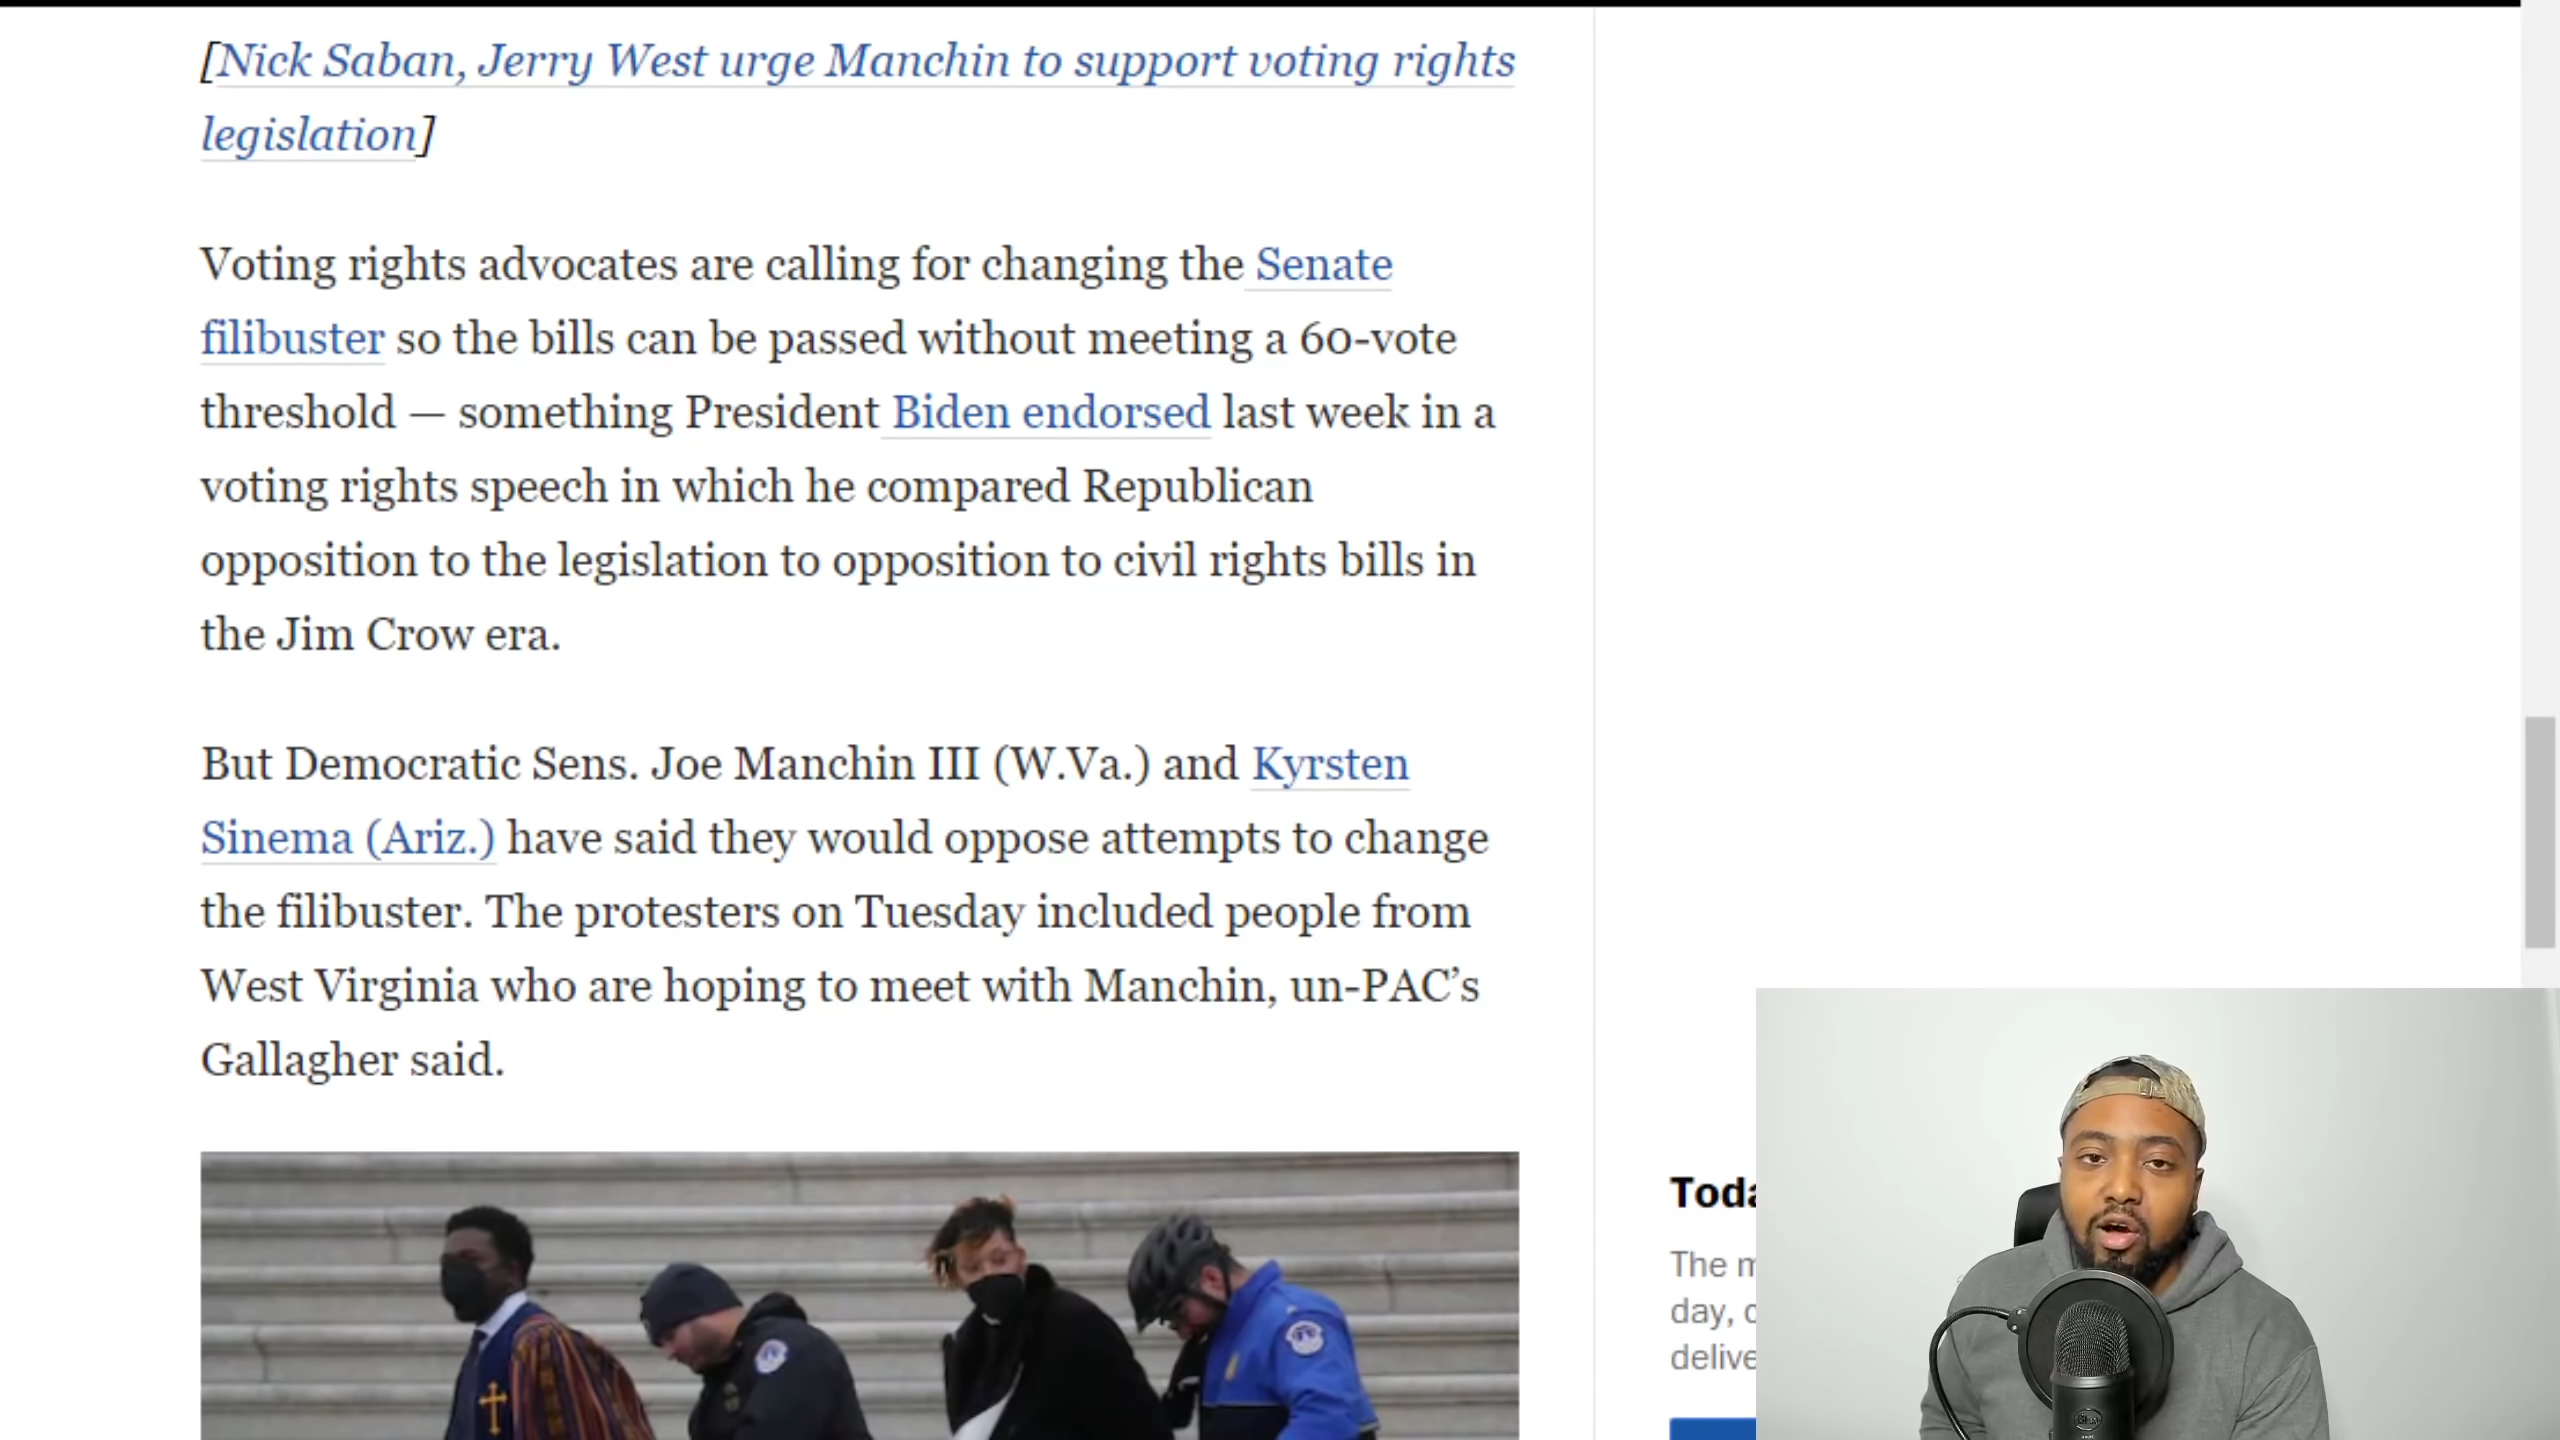 [Nick Saban, Jerry West urge Manchin to support voting rights
legislation]
Voting rights advocates are calling for changing the Senate
filibuster so the bills can be passed without meeting a 60-vote
threshold — something President Biden endorsed last week in a
voting rights speech in which he compared Republican
opposition to the legislation to opposition to civil rights bills in
the Jim Crow era.
But Democratic Sens. Joe Manchin III (W.Va.) and Kyrsten
Sinema (Ariz.) have said they would oppose attempts to change
the filibuster. The protesters on Tuesday included people from
West Virginia who are hoping to meet with Manchin, un-PAC’s
Gallagher said.
The
day,